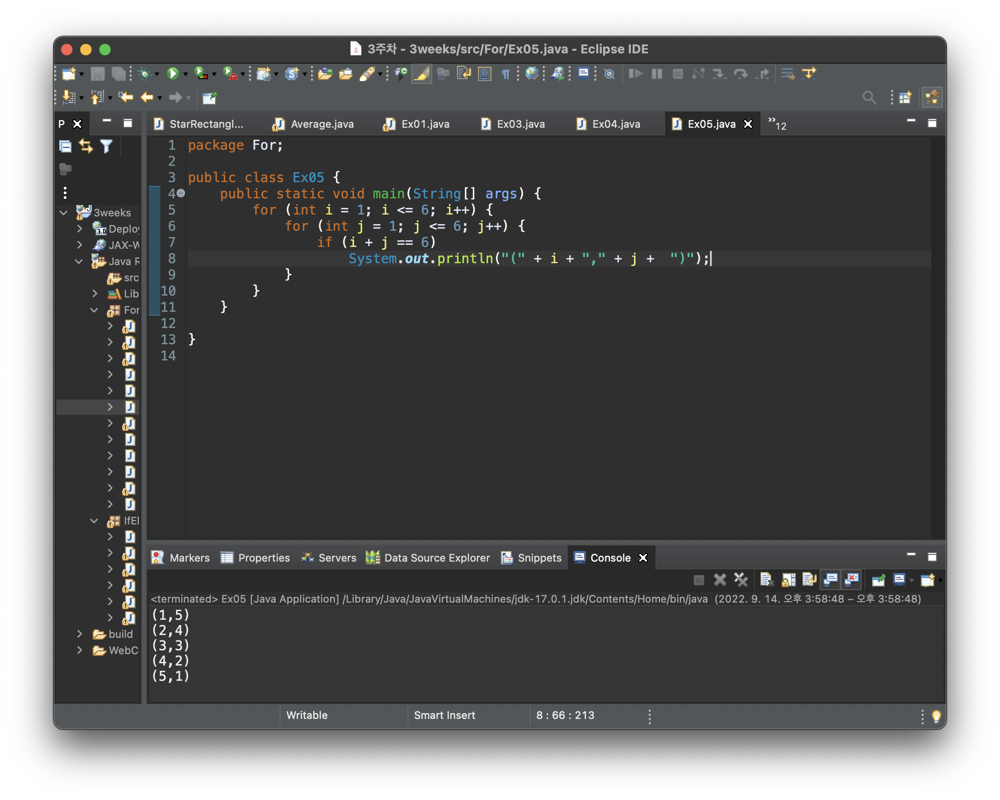 3주차 - 3weeks/src/For/Ex05.java - Eclipse IDE
P
StarRectangl...
Average.java
Ex01.java
Ex03.java
Ex04.java
Ex05.java
»12
3weeks
Deploy
JAX-W
Java R
src
Lib
For
IfEl
build
WebC
1 package For;
2
3 public class Ex05 {
4     public static void main(String[] args) {
5         for (int i = 1; i <= 6; i++) {
6             for (int j = 1; j <= 6; j++) {
7                 if (i + j == 6)
8                     System.out.println("(" + i + "," + j +  ")");
9             }
10         }
11     }
12
13 }
14
Markers
Properties
Servers
Data Source Explorer
Snippets
Console
<terminated> Ex05 [Java Application] /Library/Java/JavaVirtualMachines/jdk-17.0.1.jdk/Contents/Home/bin/java (2022. 9. 14. 오후 3:58:48 – 오후 3:58:48)
(1,5)
(2,4)
(3,3)
(4,2)
(5,1)
Writable
Smart Insert
8 : 66 : 213